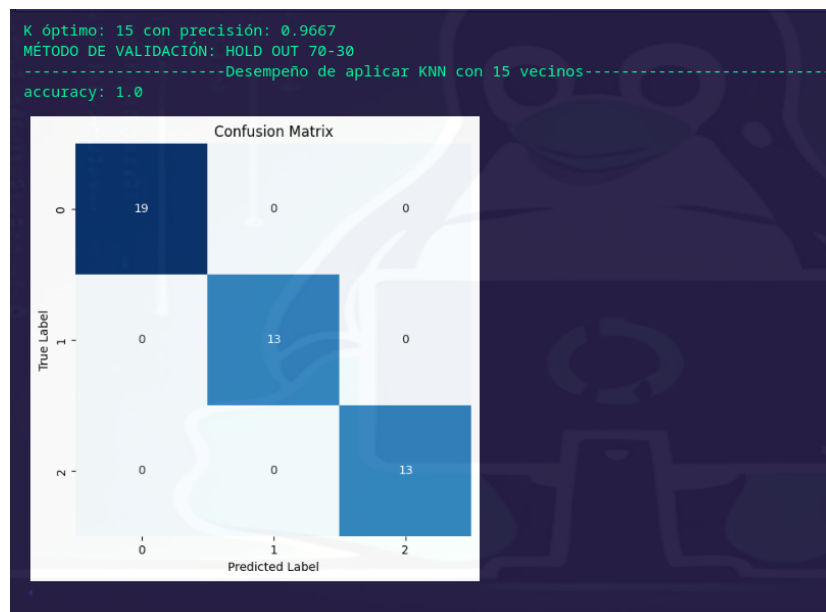 K óptimo: 15 con precisión: 0.9667
MÉTODO DE VALIDACIÓN: HOLD OUT 70-30
----------------------Desempeño de aplicar KNN con 15 vecinos--------------------------
accuracy: 1.0
Confusion Matrix
0
19
0
0
True Label
1
0
13
0
2
0
0
13
0
1
2
Predicted Label